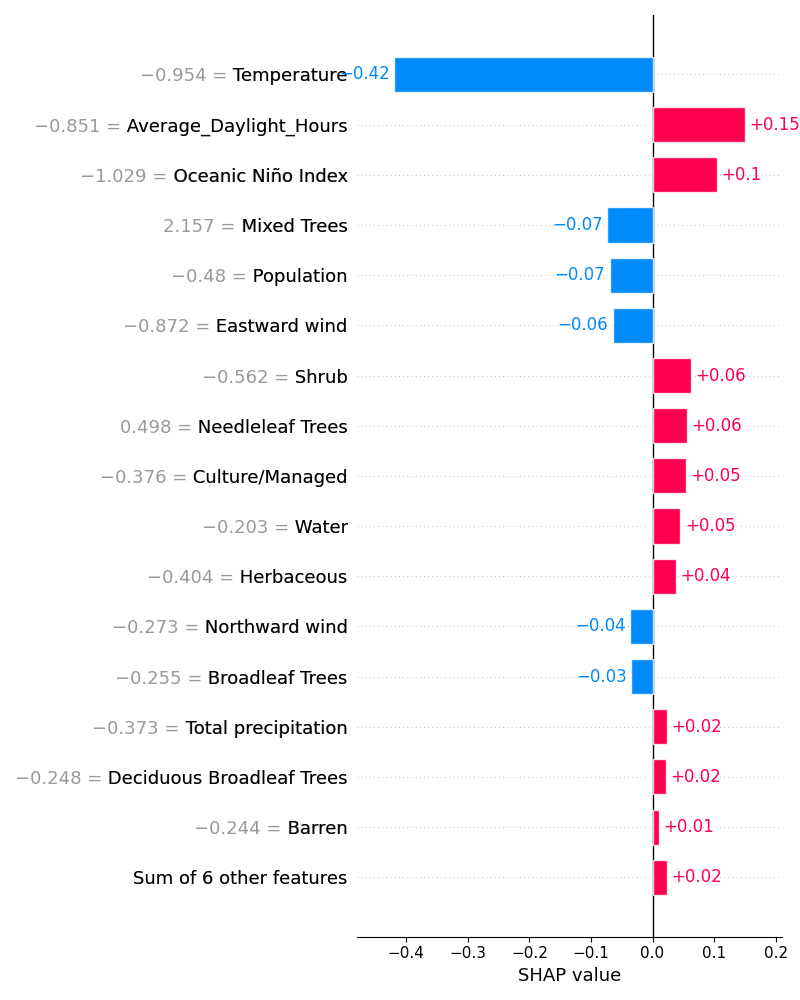 −0.954 = Temperature −0.42
−0.851 = Average_Daylight_Hours +0.15
−1.029 = Oceanic Niño Index +0.1
2.157 = Mixed Trees −0.07
−0.48 = Population −0.07
−0.872 = Eastward wind −0.06
−0.562 = Shrub +0.06
0.498 = Needleleaf Trees +0.06
−0.376 = Culture/Managed +0.05
−0.203 = Water +0.05
−0.404 = Herbaceous +0.04
−0.273 = Northward wind −0.04
−0.255 = Broadleaf Trees −0.03
−0.373 = Total precipitation +0.02
−0.248 = Deciduous Broadleaf Trees +0.02
−0.244 = Barren +0.01
Sum of 6 other features +0.02
−0.4 −0.3 −0.2 −0.1 0.0 0.1 0.2
SHAP value